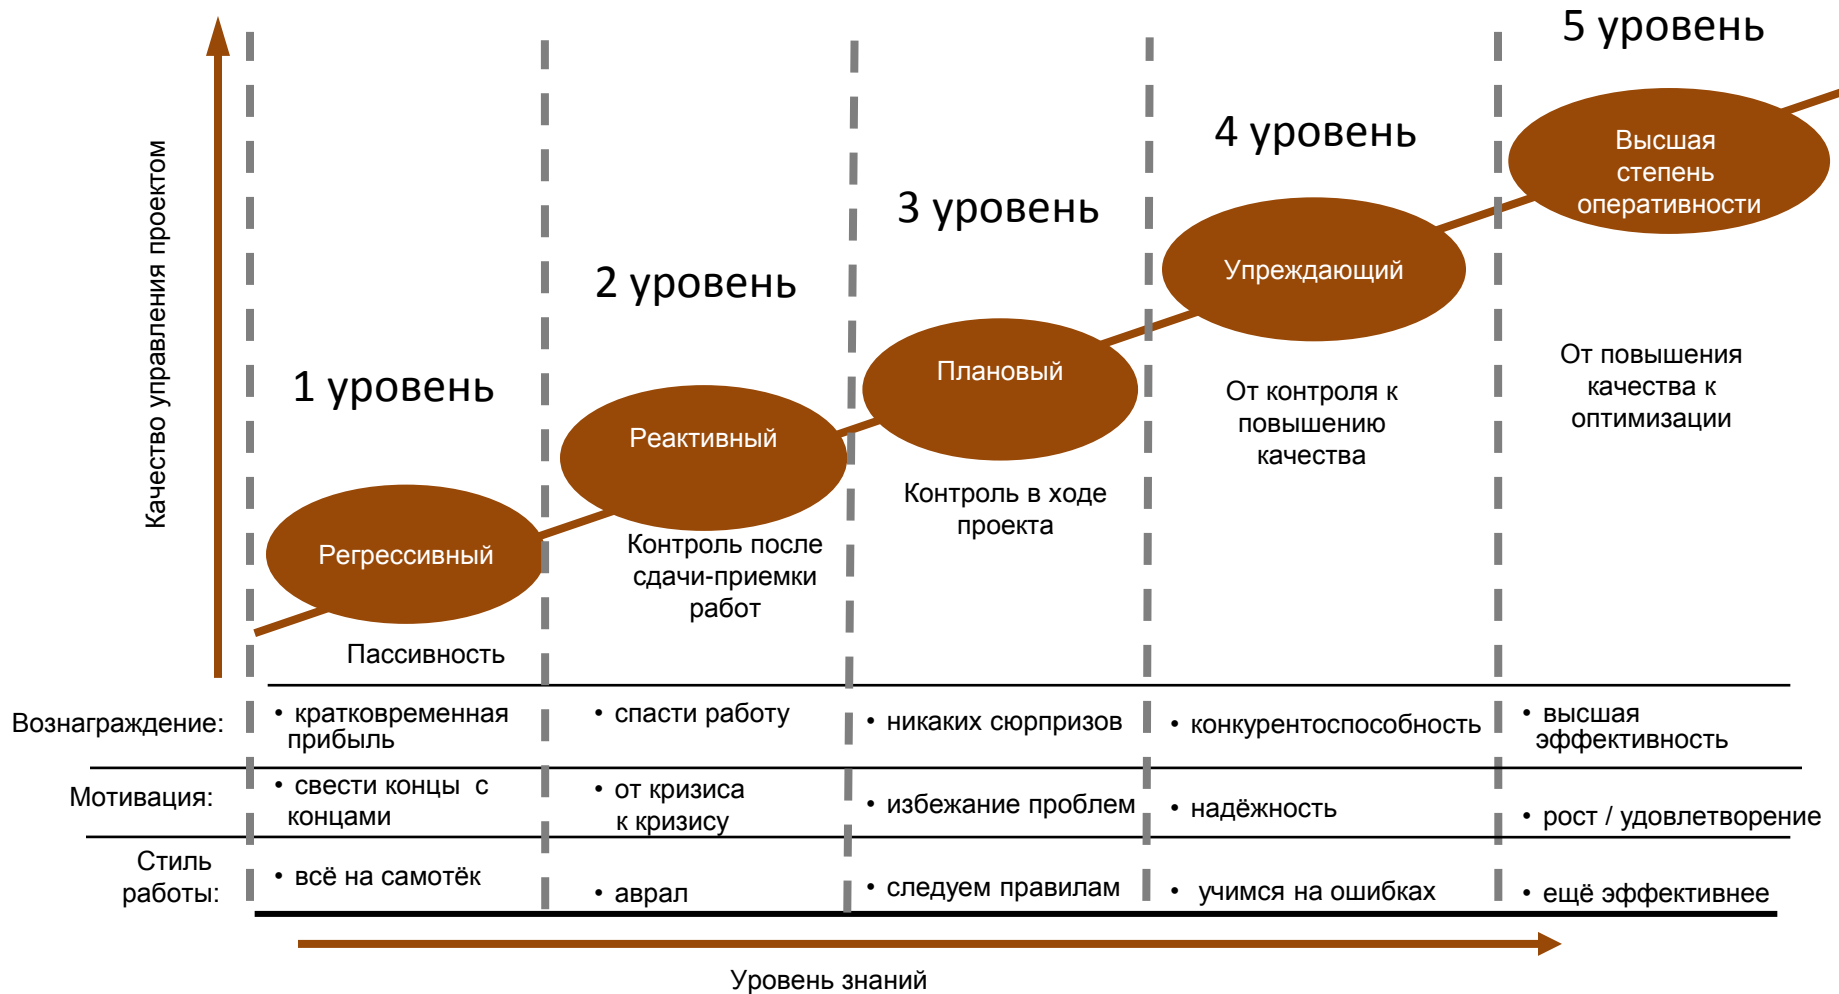 5 уровень
4 уровень
3 уровень
2 уровень
1 уровень
Качество управления проектом
Высшая
степень
оперативности
Упреждающий
Плановый
Реактивный
Регрессивный
От повышения
качества к
оптимизации
От контроля к
повышению
качества
Контроль в ходе
проекта
Контроль после
сдачи-приемки
работ
Пассивность
Вознаграждение:
• кратковременная
прибыль
• спасти работу
• никаких сюрпризов
• конкурентоспособность
• высшая
эффективность
Мотивация:
• свести концы с
концами
• от кризиса
к кризису
• избежание проблем
• надёжность
• рост / удовлетворение
Стиль
работы:
• всё на самотёк
• аврал
• следуем правилам
• учимся на ошибках
• ещё эффективнее
Уровень знаний